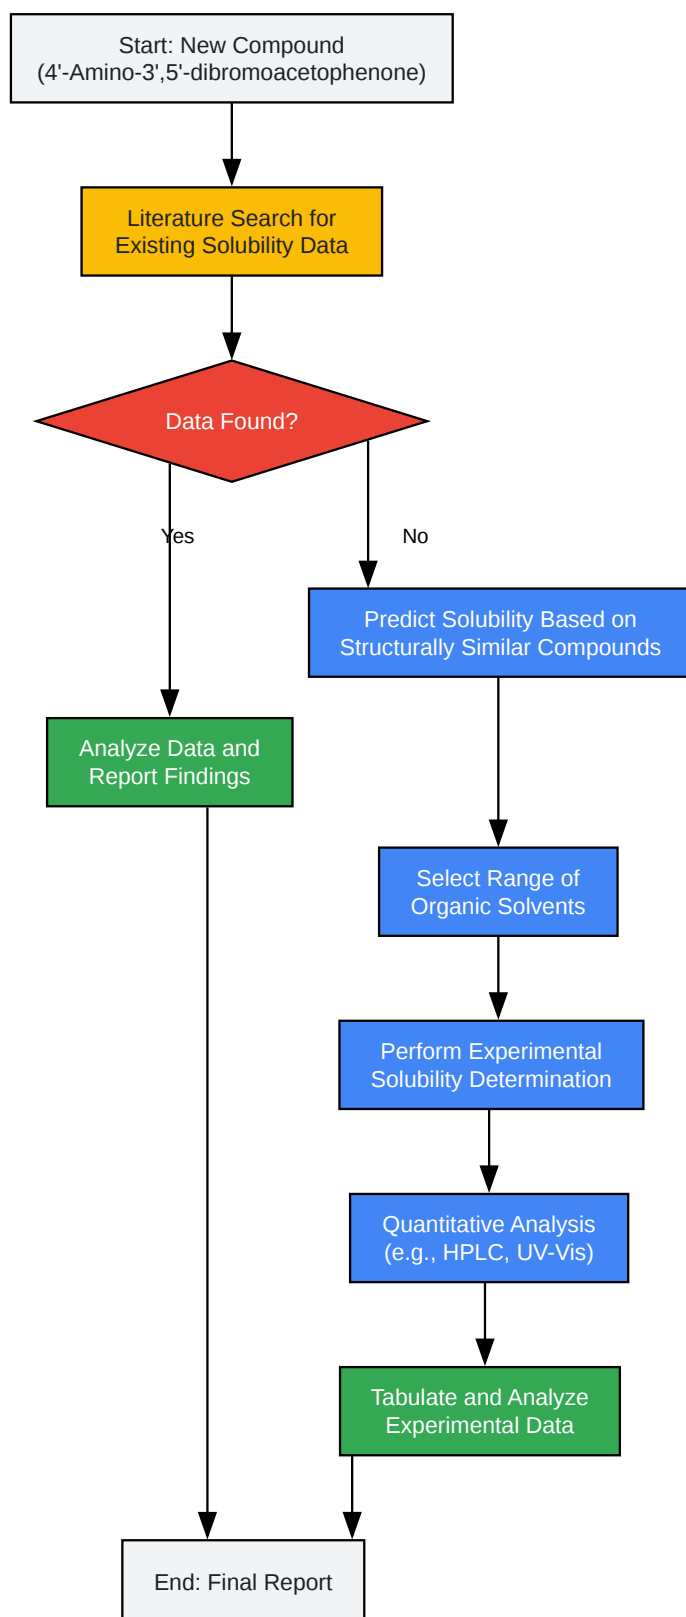 Start: New Compound
(4'-Amino-3',5'-dibromoacetophenone)
Literature Search for
Existing Solubility Data
Data Found?
Yes
No
Predict Solubility Based on
Structurally Similar Compounds
Analyze Data and
Report Findings
Select Range of
Organic Solvents
Perform Experimental
Solubility Determination
Quantitative Analysis
(e.g., HPLC, UV-Vis)
Tabulate and Analyze
Experimental Data
End: Final Report